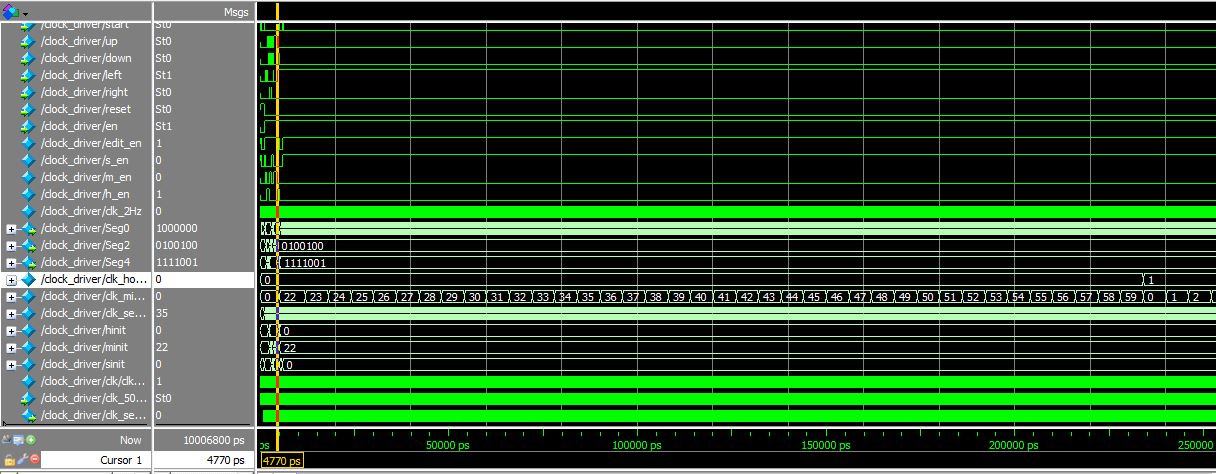 Msgs
/clock_driver/start St0
/clock_driver/up St0
/clock_driver/down St0
/clock_driver/left St1
/clock_driver/right St0
/clock_driver/reset St0
/clock_driver/en St1
/clock_driver/edit_en 1
/clock_driver/s_en 0
/clock_driver/m_en 0
/clock_driver/h_en 1
/clock_driver/clk_2Hz 0
/clock_driver/Seg0 1000000
/clock_driver/Seg2 0100100 0100100
/clock_driver/Seg4 1111001 1111001
/clock_driver/clk_ho... 0 0 1
/clock_driver/clk_mi... 0 0 22 23 24 25 26 27 28 29 30 31 32 33 34 35 36 37 38 39 40 41 42 43 44 45 46 47 48 49 50 51 52 53 54 55 56 57 58 59 0 1 2
/clock_driver/clk_se... 35
/clock_driver/hinit 0 0
/clock_driver/minit 22 22
/clock_driver/sinit 0 0
/clock_driver/clk/clk... 1
/clock_driver/clk_50... St0
/clock_driver/clk_se... 0
Now 10006800 ps ps 50000 ps 100000 ps 150000 ps 200000 ps 250000
Cursor 1 4770 ps 4770 ps